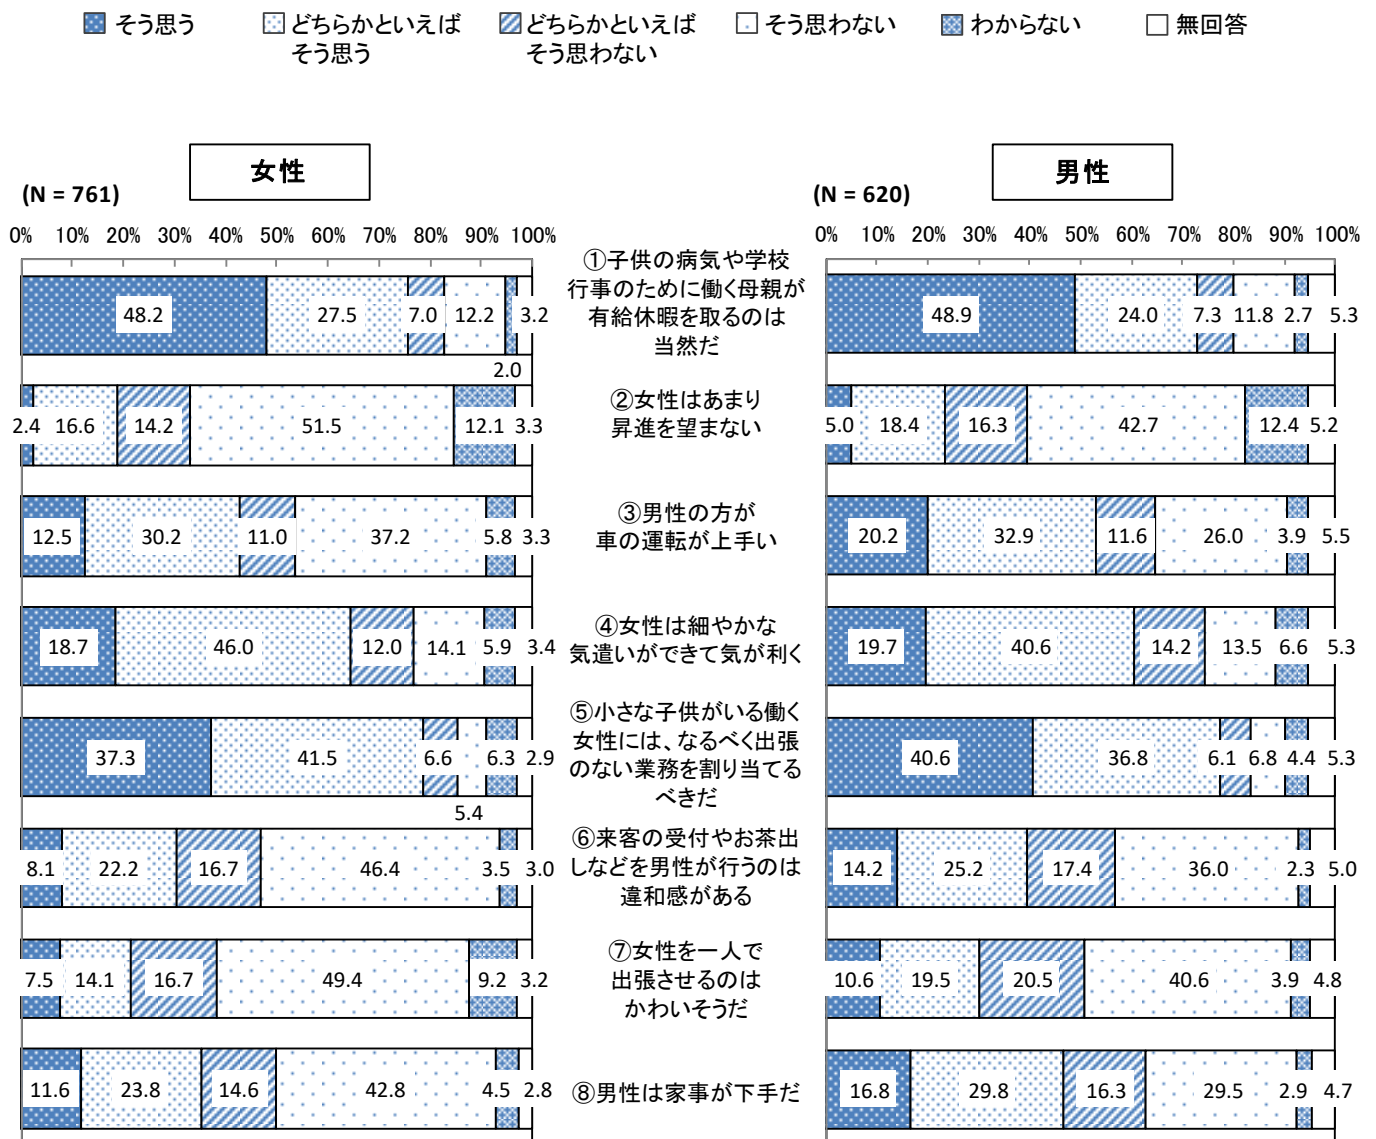 そう思う
どちらかといえば
そう思う
どちらかといえば
そう思わない
そう思わない
わからない
無回答
女性
(N = 761)
0% 10% 20% 30% 40% 50% 60% 70% 80% 90% 100%
男性
(N = 620)
0% 10% 20% 30% 40% 50% 60% 70% 80% 90% 100%
①子供の病気や学校
行事のために働く母親が
有給休暇を取るのは
当然だ
48.2 27.5 7.0 12.2 3.2
2.0
48.9 24.0 7.3 11.8 2.7 5.3
②女性はあまり
昇進を望まない
2.4 16.6 14.2 51.5 12.1 3.3
5.0 18.4 16.3 42.7 12.4 5.2
③男性の方が
車の運転が上手い
12.5 30.2 11.0 37.2 5.8 3.3
20.2 32.9 11.6 26.0 3.9 5.5
④女性は細やかな
気遣いができて気が利く
18.7 46.0 12.0 14.1 5.9 3.4
19.7 40.6 14.2 13.5 6.6 5.3
⑤小さな子供がいる働く
女性には、なるべく出張
のない業務を割り当てる
べきだ
37.3 41.5 6.6 6.3 2.9
5.4
40.6 36.8 6.1 6.8 4.4 5.3
⑥来客の受付やお茶出
しなどを男性が行うのは
違和感がある
8.1 22.2 16.7 46.4 3.5 3.0
14.2 25.2 17.4 36.0 2.3 5.0
⑦女性を一人で
出張させるのは
かわいそうだ
7.5 14.1 16.7 49.4 9.2 3.2
10.6 19.5 20.5 40.6 3.9 4.8
⑧男性は家事が下手だ
11.6 23.8 14.6 42.8 4.5 2.8
16.8 29.8 16.3 29.5 2.9 4.7